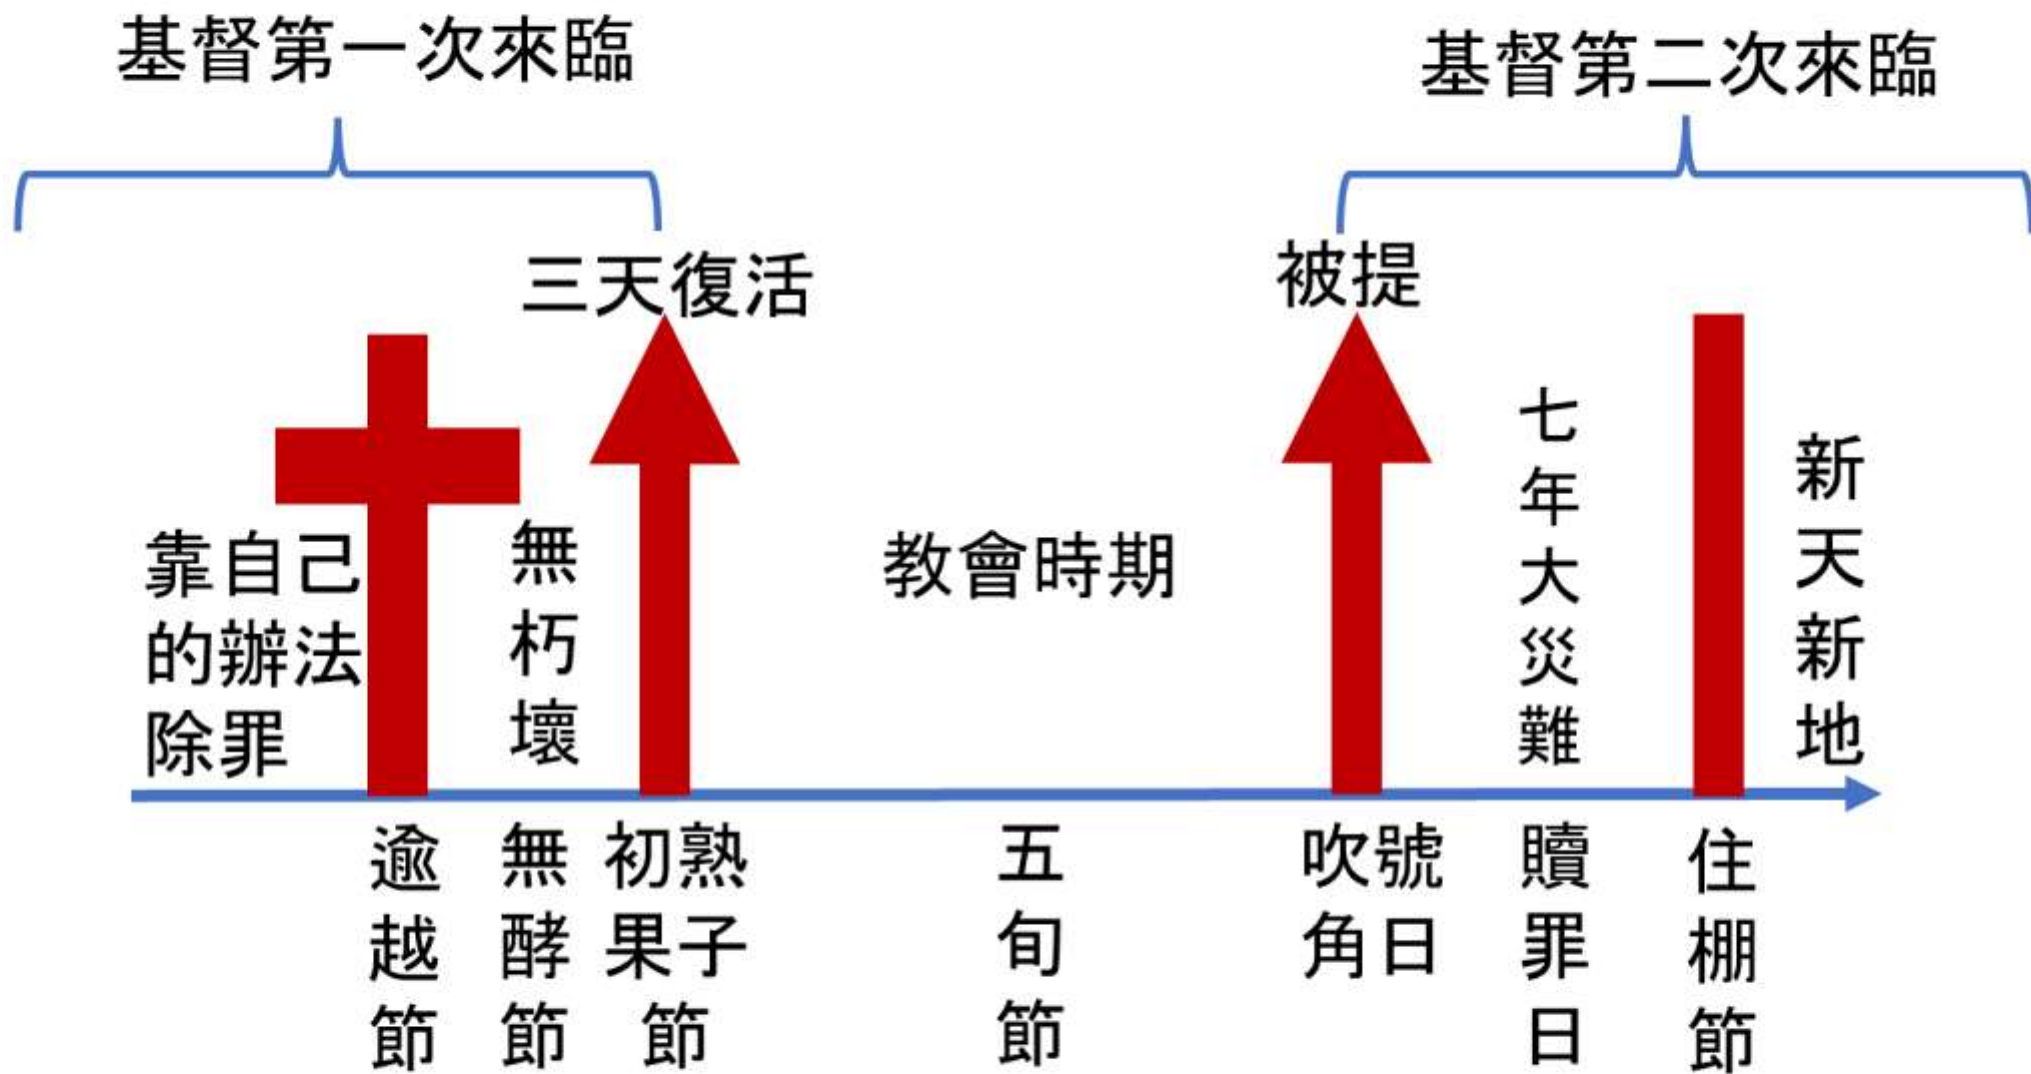 基督第一次來臨
基督第二次來臨
三天復活
被提
靠自己
的辦法
除罪
無朽壞
教會時期
七年大災難
新天新地
逾越節
無酵節
初熟
果子
節
五旬節
吹號
角日
贖罪日
住棚節